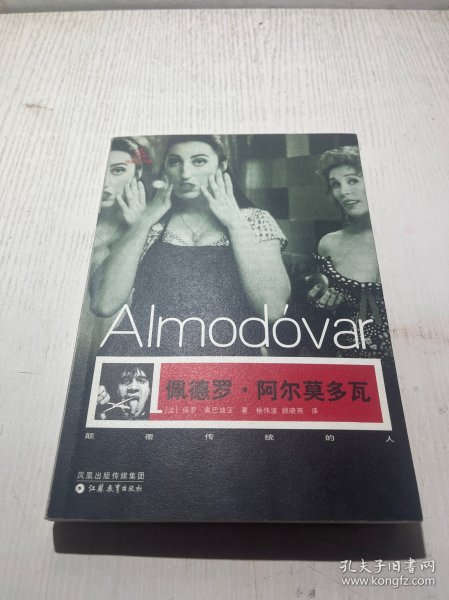 Almodóvar
佩德罗·阿尔莫多瓦
[法] 保罗·奥巴迪亚 著 杨伟波 顾晓燕 译
颠覆传统的人
凤凰出版传媒集团
江苏教育出版社
孔夫子旧书网
www.kongfz.com